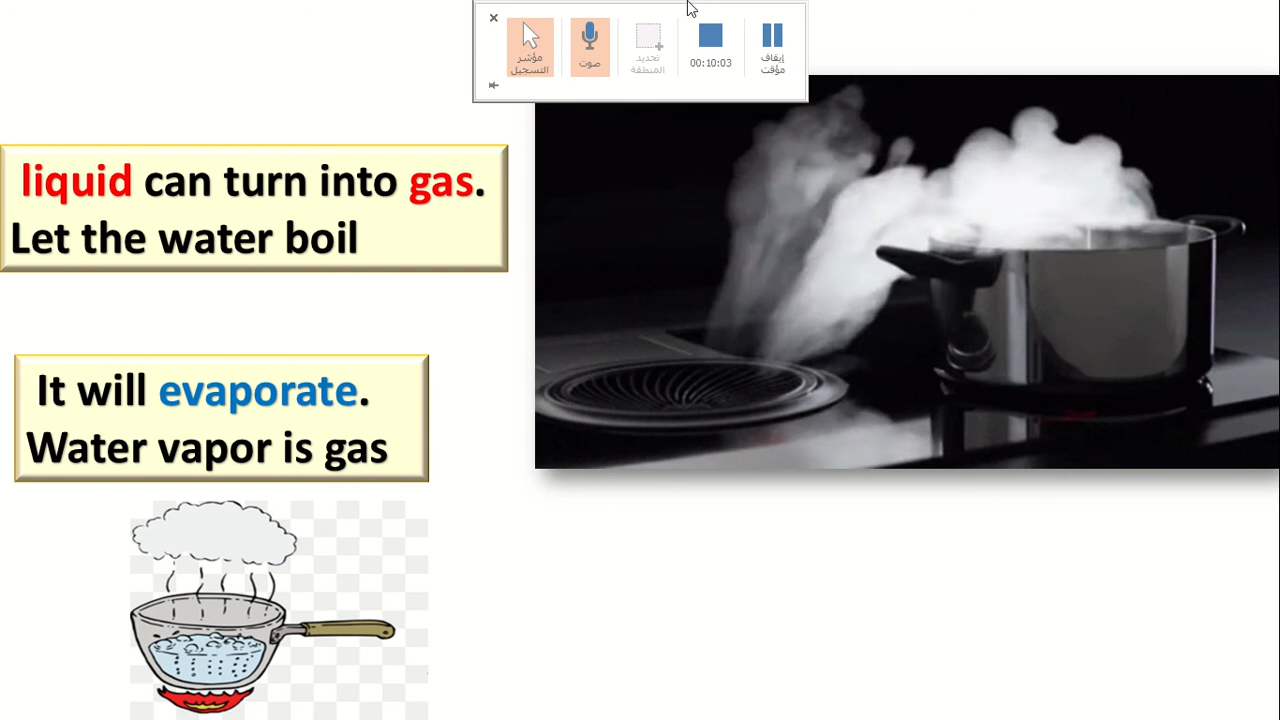 مؤشر
التسجيل
صوت
تحديد
المنطقة
00:10:03
إيقاف
مؤقت
liquid can turn into gas.
Let the water boil
It will evaporate.
Water vapor is gas